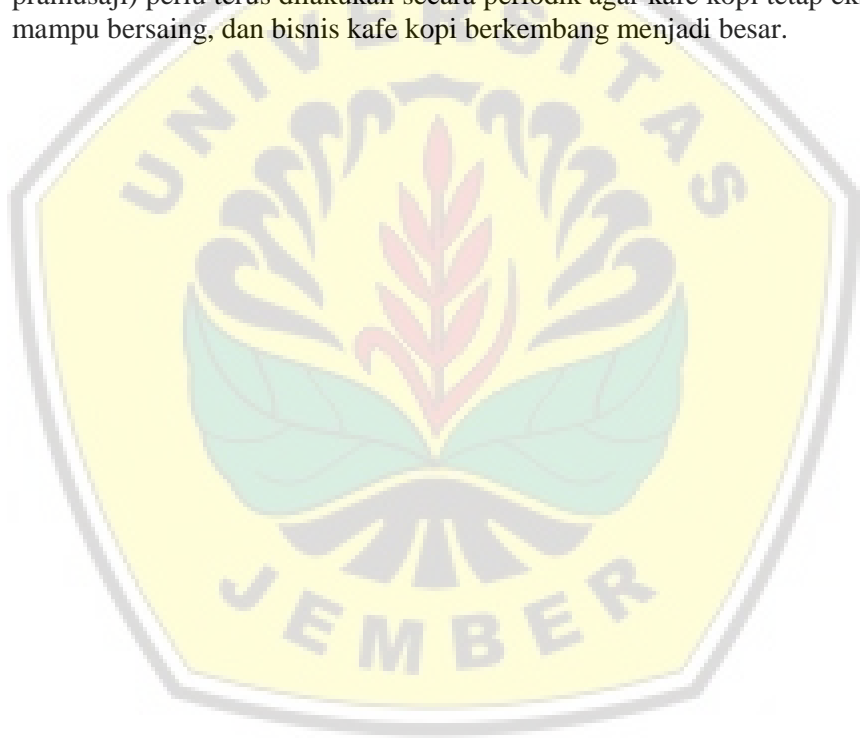 pramusaji) perlu terus dilakukan secara periodik agar kafe kopi tetap
mampu bersaing, dan bisnis kafe kopi berkembang menjadi besar.
UNIVERSITAS
JEMBER